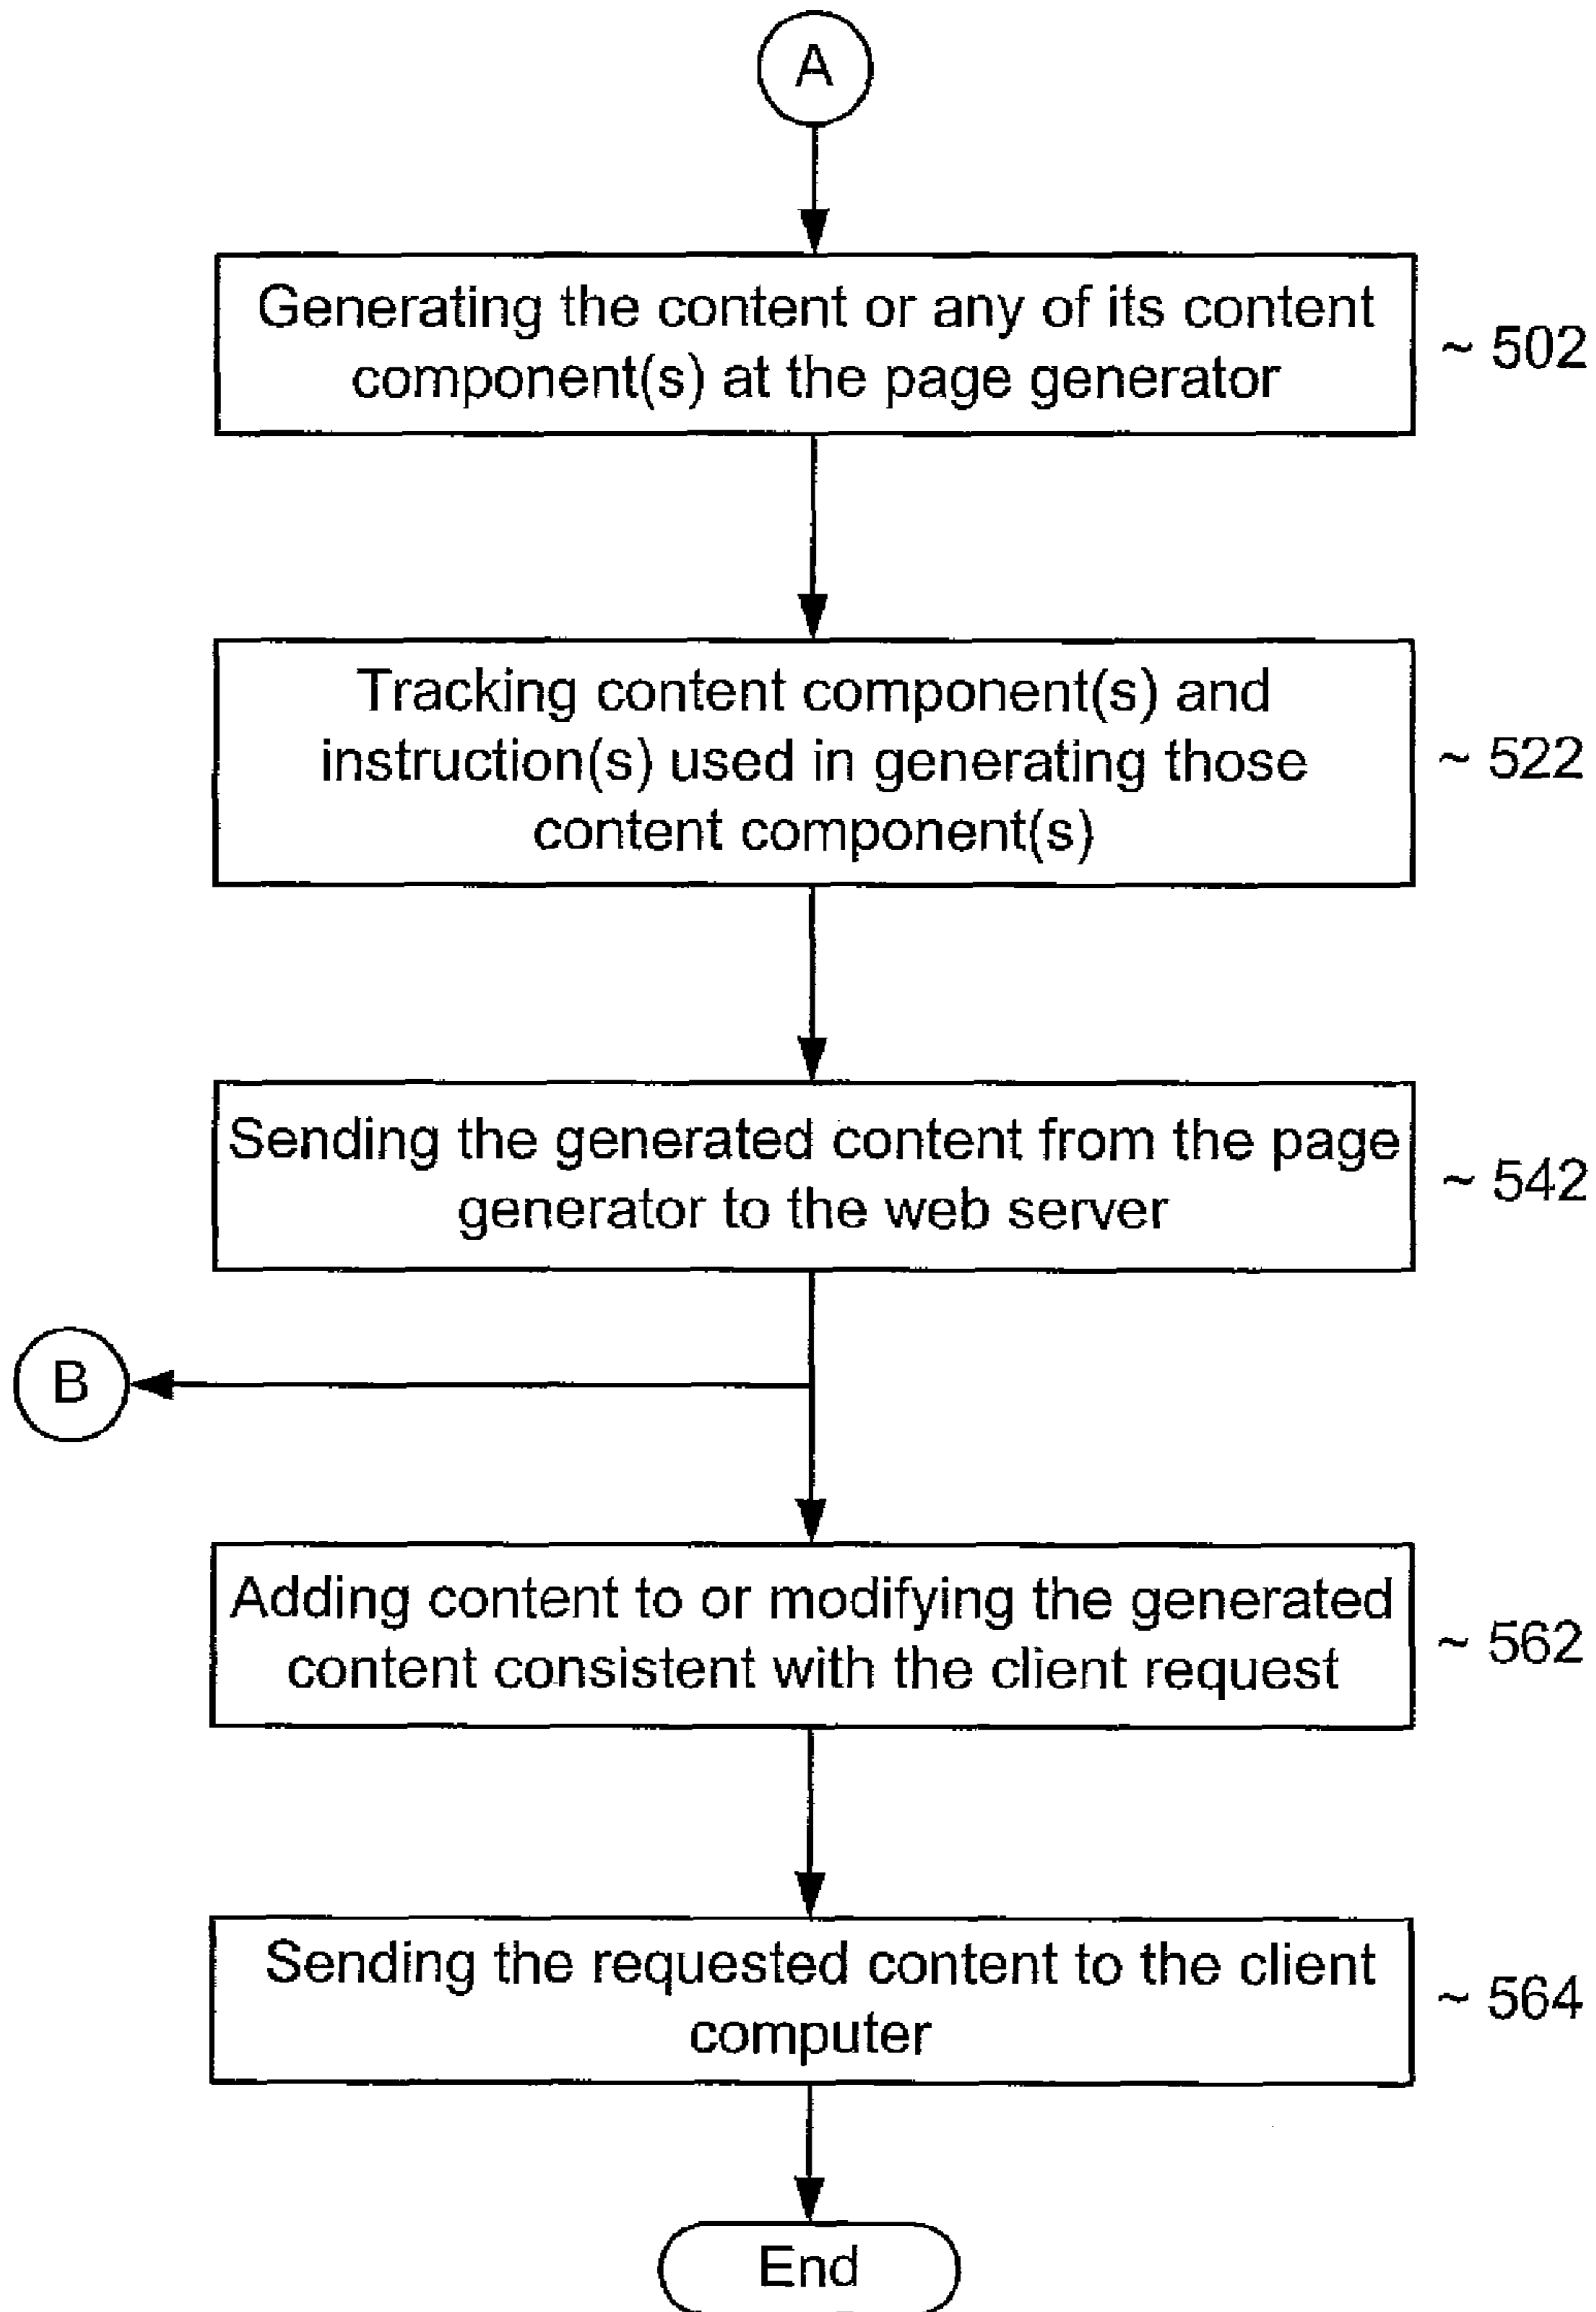 A
Generating the content or any of its content
component(s) at the page generator
~ 502
Tracking content component(s) and
instruction(s) used in generating those
content component(s)
~ 522
Sending the generated content from the page
generator to the web server
~ 542
B
Adding content to or modifying the generated
content consistent with the client request
~ 562
Sending the requested content to the client
computer
~ 564
End